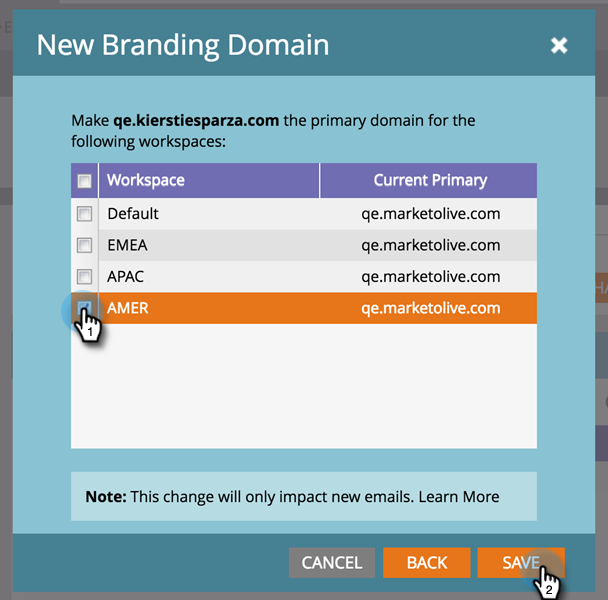 New Branding Domain
Make qe.kierstiesparza.com the primary domain for the
following workspaces:
Workspace Current Primary
Default qe.marketolive.com
EMEA qe.marketolive.com
APAC qe.marketolive.com
AMER qe.marketolive.com
1
Note: This change will only impact new emails. Learn More
CANCEL BACK SAVE
2